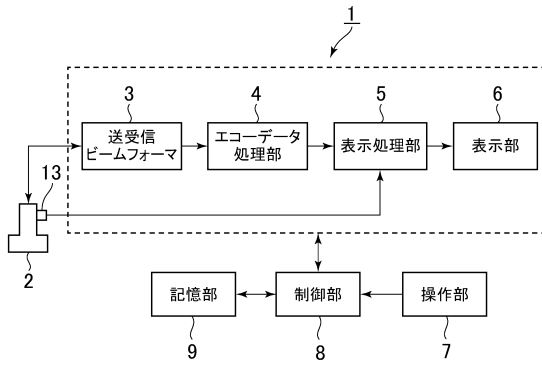 1
3
4
5
6
送受信
ビームフォーマ
エコーデータ
処理部
表示処理部
表示部
13
2
記憶部
制御部
操作部
9
8
7